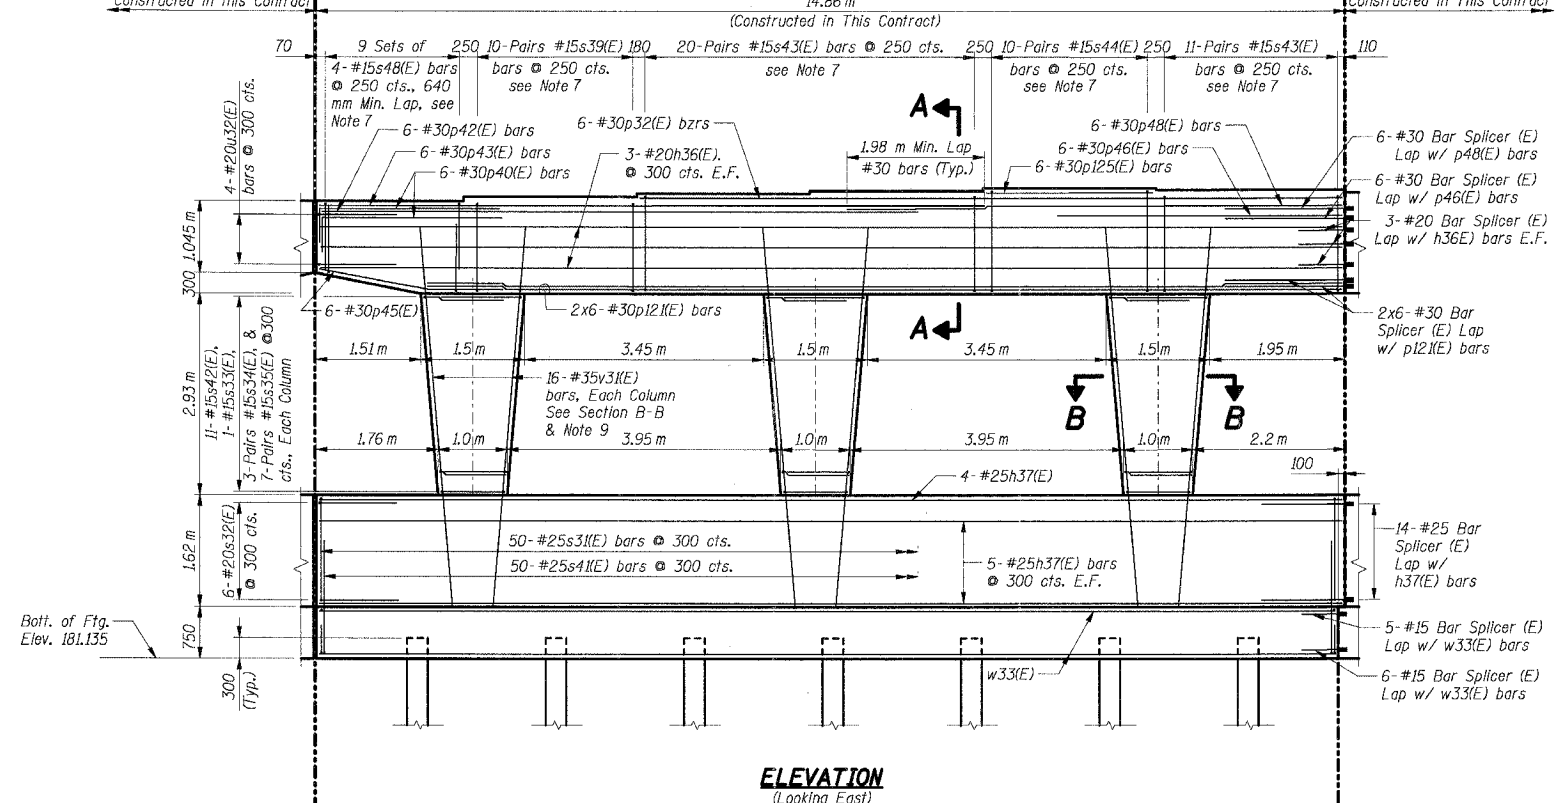 Constructed in This Contract
14.86 m
(Constructed in This Contract)
Constructed in This Contract
70
9 Sets of
4-#15s48(E) bars
@ 250 cts., 640
mm Min. Lap, see
Note 7
250
10-Pairs #15s39(E)
bars @ 250 cts.
see Note 7
180
20-Pairs #15s43(E) bars @ 250 cts.
see Note 7
250
10-Pairs #15s44(E)
bars @ 250 cts.
see Note 7
250
11-Pairs #15s43(E)
bars @ 250 cts.
see Note 7
110
4-#20u32(E)
bars @ 300 cts.
6-#30p42(E) bars
6-#30p43(E) bars
6-#30p40(E) bars
6-#30p32(E) bzrs
3-#20h36(E).
@ 300 cts. E.F.
A
1.98 m Min. Lap
#30 bars (Typ.)
6-#30p48(E) bars
6-#30p46(E) bars
6-#30p125(E) bars
6-#30 Bar Splicer (E)
Lap w/ p48(E) bars
6-#30 Bar Splicer (E)
Lap w/ p46(E) bars
3-#20 Bar Splicer (E)
Lap w/ h36E) bars E.F.
1.045 m
300
6-#30p45(E)
2x6-#30p121(E) bars
A
2x6-#30 Bar
Splicer (E) Lap
w/ p121(E) bars
2.93 m
11-#15s42(E),
1-#15s33(E),
3-Pairs #15s34(E), &
7-Pairs #15s35(E) @300
cts., Each Column
1.51 m
1.5 m
3.45 m
1.5 m
3.45 m
1.5 m
1.95 m
16-#35v31(E)
bars, Each Column
See Section B-B
& Note 9
B
B
1.76 m
1.0 m
3.95 m
1.0 m
3.95 m
1.0 m
2.2 m
100
4-#25h37(E)
1.62 m
6-#20s32(E)
@ 300 cts.
50-#25s31(E) bars @ 300 cts.
50-#25s41(E) bars @ 300 cts.
5-#25h37(E) bars
@ 300 cts. E.F.
14-#25 Bar
Splicer (E)
Lap w/
h37(E) bars
Bott. of Ftg.
Elev. 181.135
750
300
(Typ.)
w33(E)
5-#15 Bar Splicer (E)
Lap w/ w33(E) bars
6-#15 Bar Splicer (E)
Lap w/ w33(E) bars
ELEVATION
(Looking East)